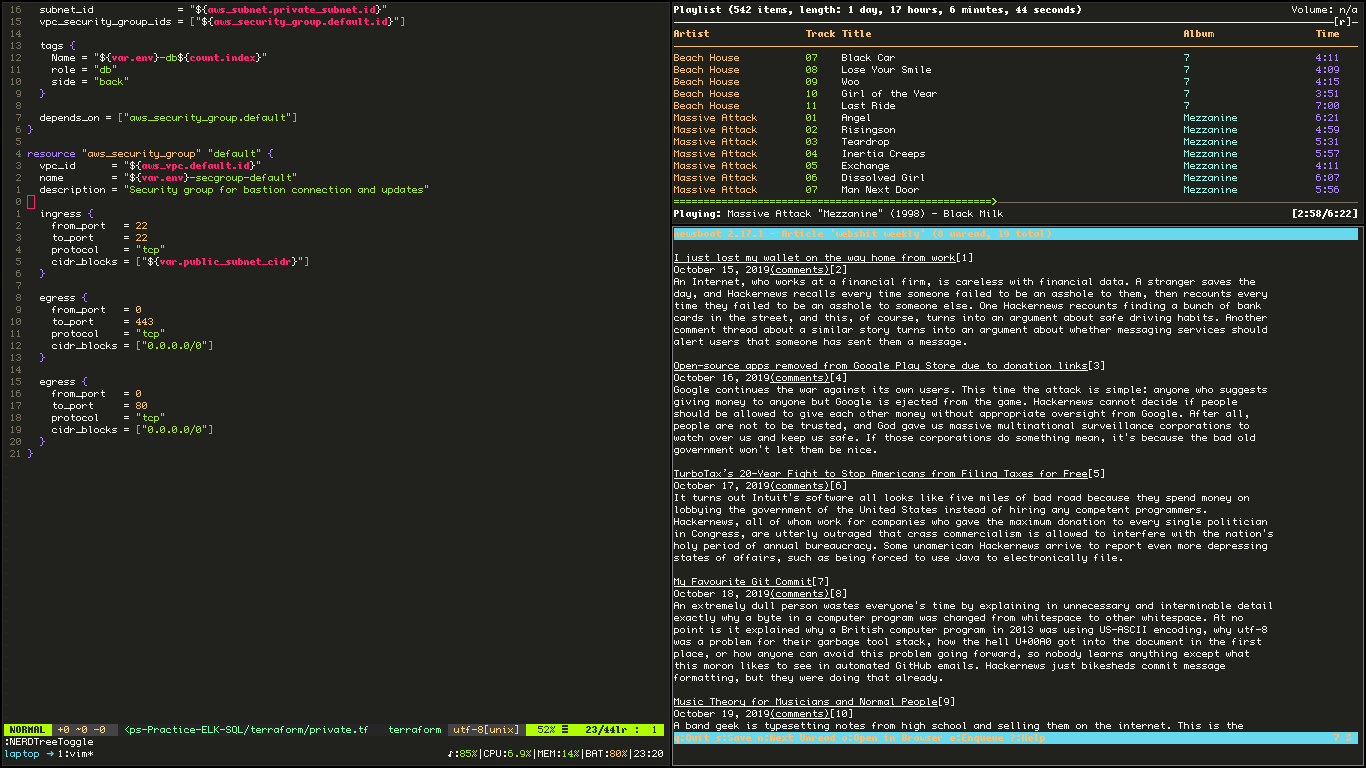 16   subnet_id              = "${aws_subnet.private_subnet.id}"
15   vpc_security_group_ids = ["${aws_security_group.default.id}"]
14
13   tags {
12     Name = "${var.env}-db${count.index}"
11     role = "db"
10     side = "back"
9   }
8
7   depends_on = ["aws_security_group.default"]
6 }
5
4 resource "aws_security_group" "default" {
3   vpc_id      = "${aws_vpc.default.id}"
2   name        = "${var.env}-secgroup-default"
1   description = "Security group for bastion connection and updates"
0
1   ingress {
2     from_port   = 22
3     to_port     = 22
4     protocol    = "tcp"
5     cidr_blocks = ["${var.public_subnet_cidr}"]
6   }
7
8   egress {
9     from_port   = 0
10     to_port     = 443
11     protocol    = "tcp"
12     cidr_blocks = ["0.0.0.0/0"]
13   }
14
15   egress {
16     from_port   = 0
17     to_port     = 80
18     protocol    = "tcp"
19     cidr_blocks = ["0.0.0.0/0"]
20   }
21 }
NORMAL +0 ~0 -0 <ps-Practice-ELK-SQL/terraform/private.tf terraform utf-8[unix] 52% ☰ 23/44㏑ : 1
:NERDTreeToggle
laptop → 1:vim* ♪:85%|CPU:6.9%|MEM:14%|BAT:80%|23:20
Playlist (542 items, length: 1 day, 17 hours, 6 minutes, 44 seconds) Volume: n/a
[r]
Artist Track Title Album Time
Beach House 07 Black Car 7 4:11
Beach House 08 Lose Your Smile 7 4:09
Beach House 09 Woo 7 4:15
Beach House 10 Girl of the Year 7 3:51
Beach House 11 Last Ride 7 7:00
Massive Attack 01 Angel Mezzanine 6:21
Massive Attack 02 Risingson Mezzanine 4:59
Massive Attack 03 Teardrop Mezzanine 5:31
Massive Attack 04 Inertia Creeps Mezzanine 5:57
Massive Attack 05 Exchange Mezzanine 4:11
Massive Attack 06 Dissolved Girl Mezzanine 6:07
Massive Attack 07 Man Next Door Mezzanine 5:56
Playing: Massive Attack "Mezzanine" (1998) - Black Milk [2:58/6:22]
newsboat 2.17.1 - Article 'webshit weekly' (0 unread, 19 total)
I just lost my wallet on the way home from work[1]
October 15, 2019(comments)[2]
An Internet, who works at a financial firm, is careless with financial data. A stranger saves the
day, and Hackernews recalls every time someone failed to be an asshole to them, then recounts every
time they failed to be an asshole to someone else. One Hackernews recounts finding a bunch of bank
cards in the street, and this, of course, turns into an argument about safe driving habits. Another
comment thread about a similar story turns into an argument about whether messaging services should
alert users that someone has sent them a message.
Open-source apps removed from Google Play Store due to donation links[3]
October 16, 2019(comments)[4]
Google continues the war against its own users. This time the attack is simple: anyone who suggests
giving money to anyone but Google is ejected from the game. Hackernews cannot decide if people
should be allowed to give each other money without appropriate oversight from Google. After all,
people are not to be trusted, and God gave us massive multinational surveillance corporations to
watch over us and keep us safe. If those corporations do something mean, it's because the bad old
government won't let them be nice.
TurboTax's 20-Year Fight to Stop Americans from Filing Taxes for Free[5]
October 17, 2019(comments)[6]
It turns out Intuit's software all looks like five miles of bad road because they spend money on
lobbying the government of the United States instead of hiring any competent programmers.
Hackernews, all of whom work for companies who gave the maximum donation to every single politician
in Congress, are utterly outraged that crass commercialism is allowed to interfere with the nation's
holy period of annual bureaucracy. Some unamerican Hackernews arrive to report even more depressing
states of affairs, such as being forced to use Java to electronically file.
My Favourite Git Commit[7]
October 18, 2019(comments)[8]
An extremely dull person wastes everyone's time by explaining in unnecessary and interminable detail
exactly why a byte in a computer program was changed from whitespace to other whitespace. At no
point is it explained why a British computer program in 2013 was using US-ASCII encoding, why utf-8
was a problem for their garbage tool stack, how the hell U+00A0 got into the document in the first
place, or how anyone can avoid this problem going forward, so nobody learns anything except what
this moron likes to see in automated GitHub emails. Hackernews just bikesheds commit message
formatting, but they were doing that already.
Music Theory for Musicians and Normal People[9]
October 19, 2019(comments)[10]
A band geek is typesetting notes from high school and selling them on the internet. This is the
q:Quit s:Save n:Next Unread o:Open in Browser e:Enqueue ?:Help